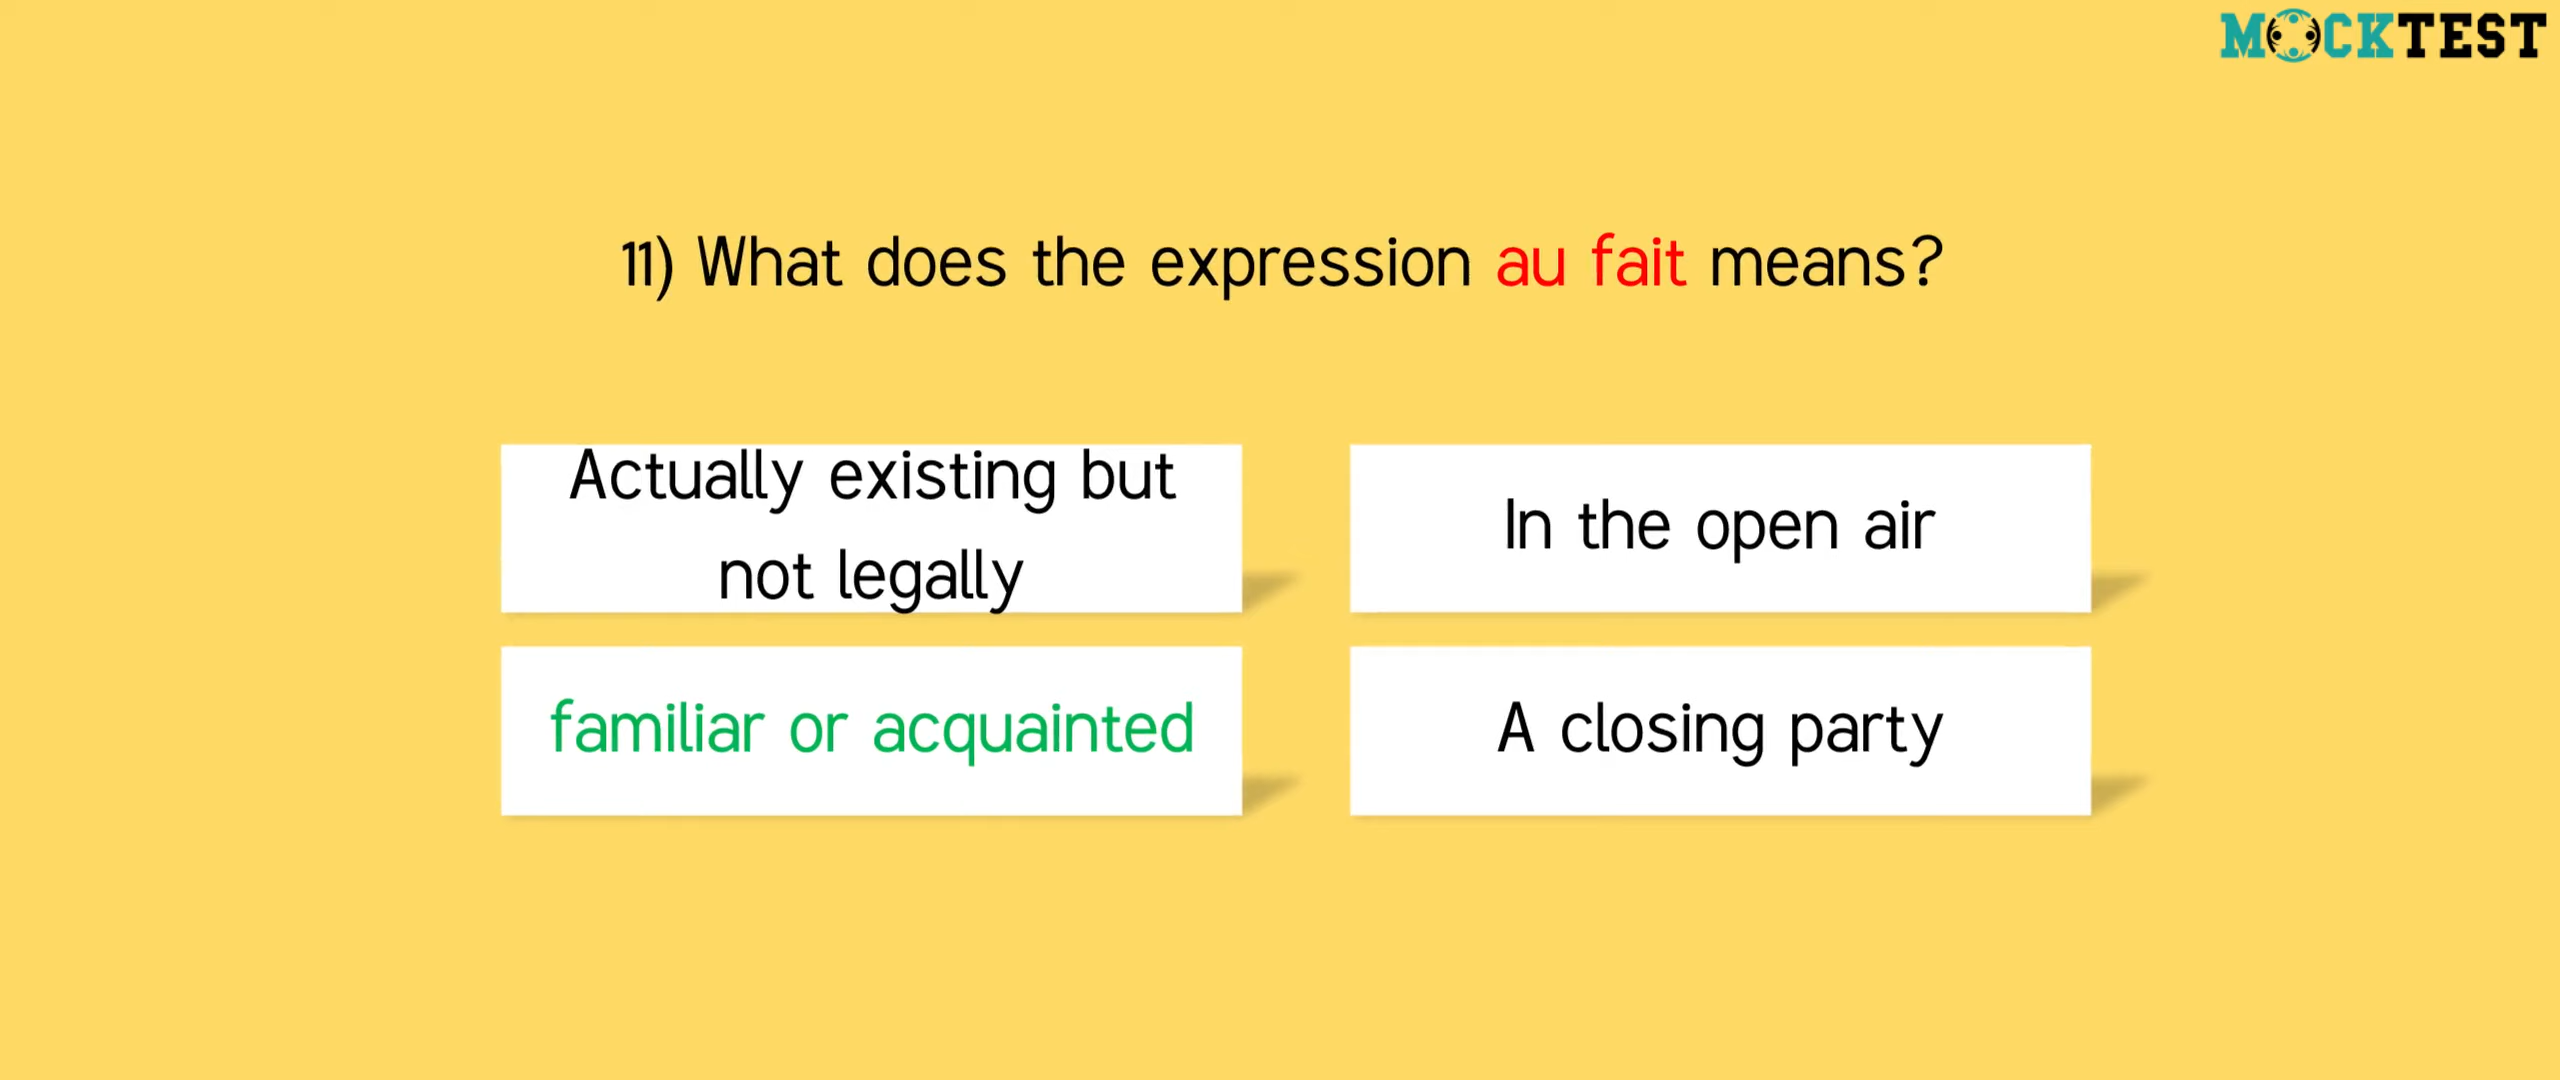 MOCKTEST
11) What does the expression au fait means?
Actually existing but
not legally
In the open air
familiar or acquainted
A closing party